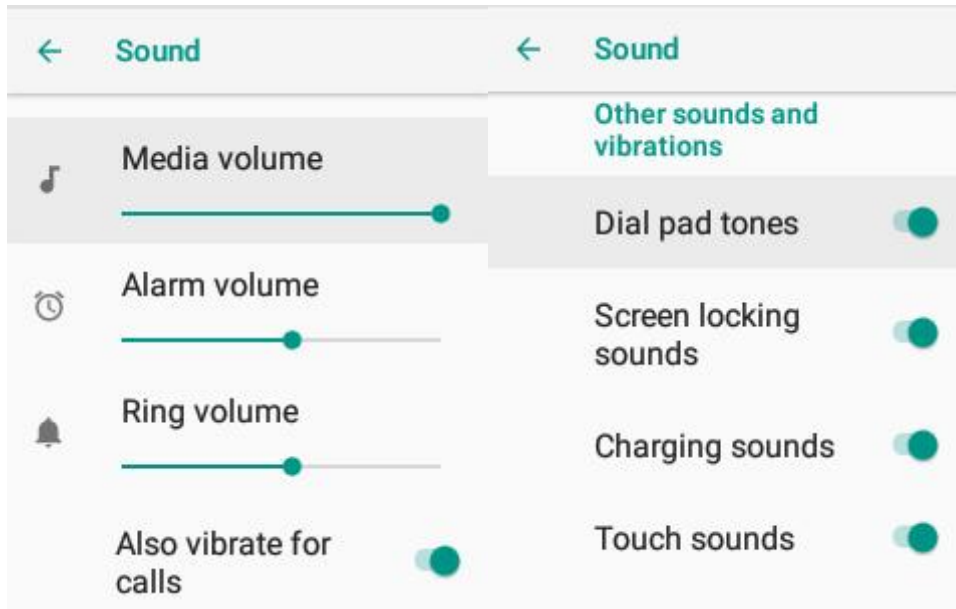 Sound
Media volume
Alarm volume
Ring volume
Also vibrate for
calls
Sound
Other sounds and
vibrations
Dial pad tones
Screen locking
sounds
Charging sounds
Touch sounds